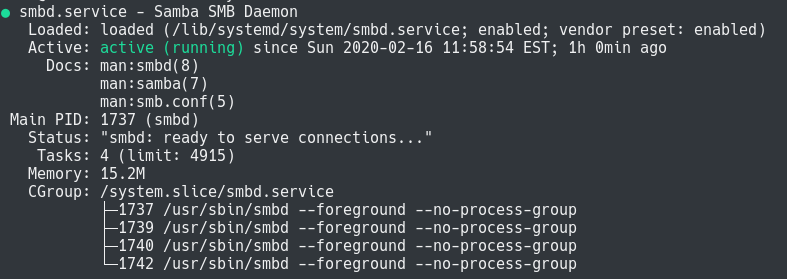 ● smbd.service - Samba SMB Daemon
   Loaded: loaded (/lib/systemd/system/smbd.service; enabled; vendor preset: enabled)
   Active: active (running) since Sun 2020-02-16 11:58:54 EST; 1h 0min ago
     Docs: man:smbd(8)
           man:samba(7)
           man:smb.conf(5)
 Main PID: 1737 (smbd)
   Status: "smbd: ready to serve connections..."
    Tasks: 4 (limit: 4915)
   Memory: 15.2M
   CGroup: /system.slice/smbd.service
           ├─1737 /usr/sbin/smbd --foreground --no-process-group
           ├─1739 /usr/sbin/smbd --foreground --no-process-group
           ├─1740 /usr/sbin/smbd --foreground --no-process-group
           └─1742 /usr/sbin/smbd --foreground --no-process-group